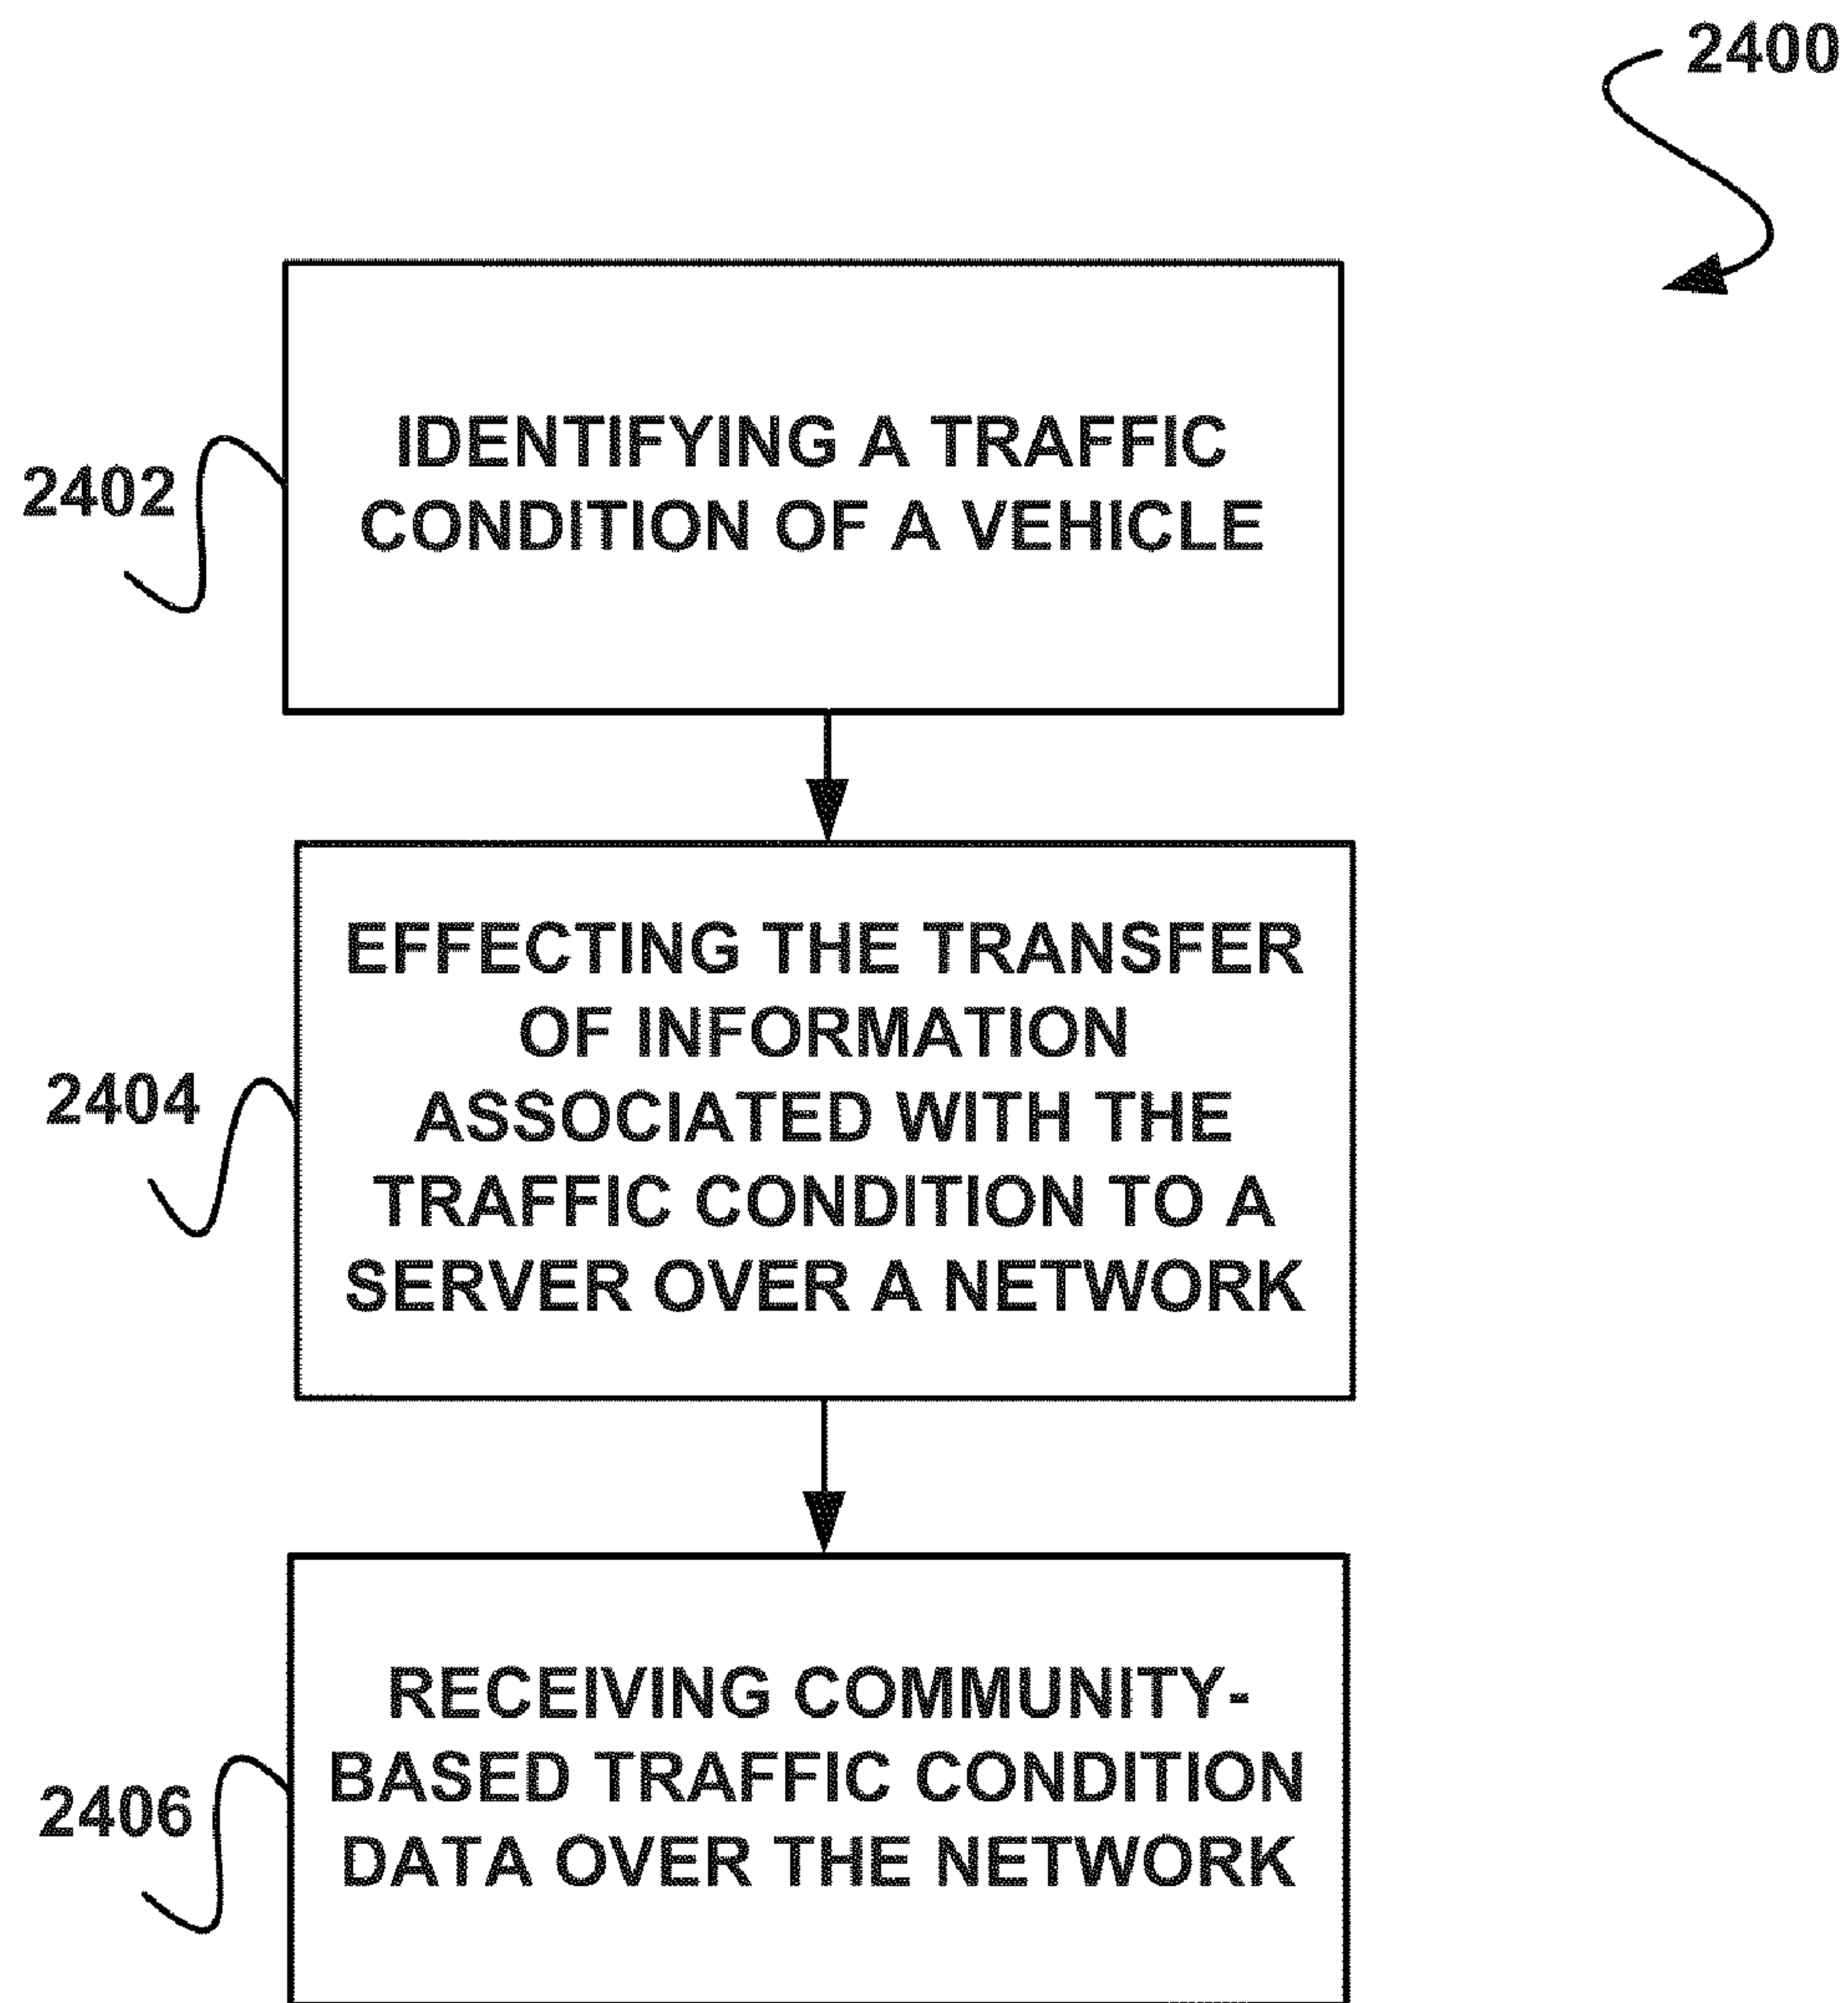 2400
2402
IDENTIFYING A TRAFFIC
CONDITION OF A VEHICLE
2404
EFFECTING THE TRANSFER
OF INFORMATION
ASSOCIATED WITH THE
TRAFFIC CONDITION TO A
SERVER OVER A NETWORK
2406
RECEIVING COMMUNITY-
BASED TRAFFIC CONDITION
DATA OVER THE NETWORK